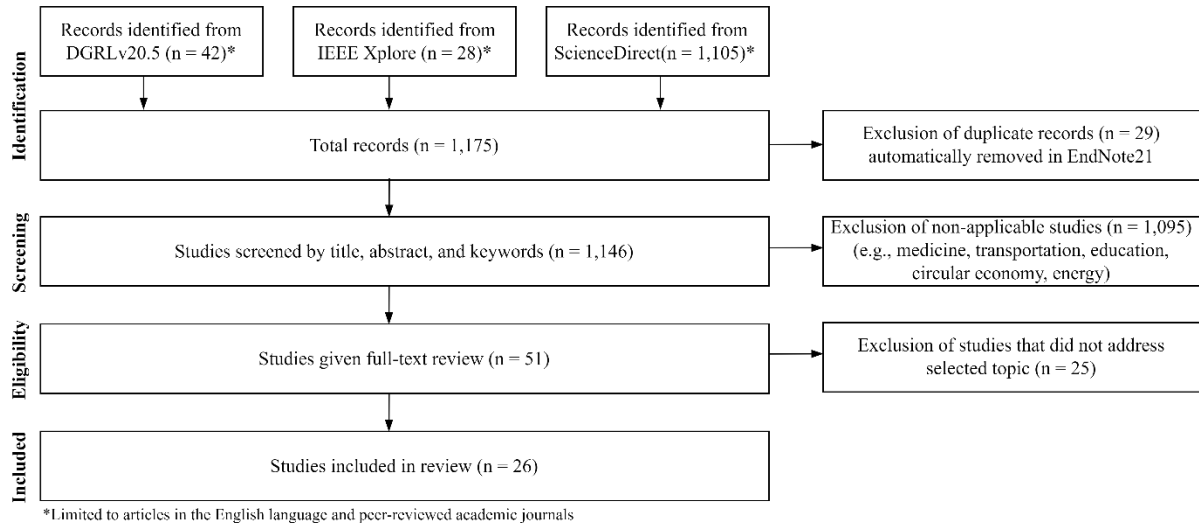 Identification
Records identified from
DGRLv20.5 (n = 42)*
Records identified from
IEEE Xplore (n = 28)*
Records identified from
ScienceDirect(n = 1,105)*
Total records (n = 1,175)
Exclusion of duplicate records (n = 29)
automatically removed in EndNote21
Screening
Studies screened by title, abstract, and keywords (n = 1,146)
Exclusion of non-applicable studies (n = 1,095)
(e.g., medicine, transportation, education,
circular economy, energy)
Eligibility
Studies given full-text review (n = 51)
Exclusion of studies that did not address
selected topic (n = 25)
Included
Studies included in review (n = 26)
*Limited to articles in the English language and peer-reviewed academic journals